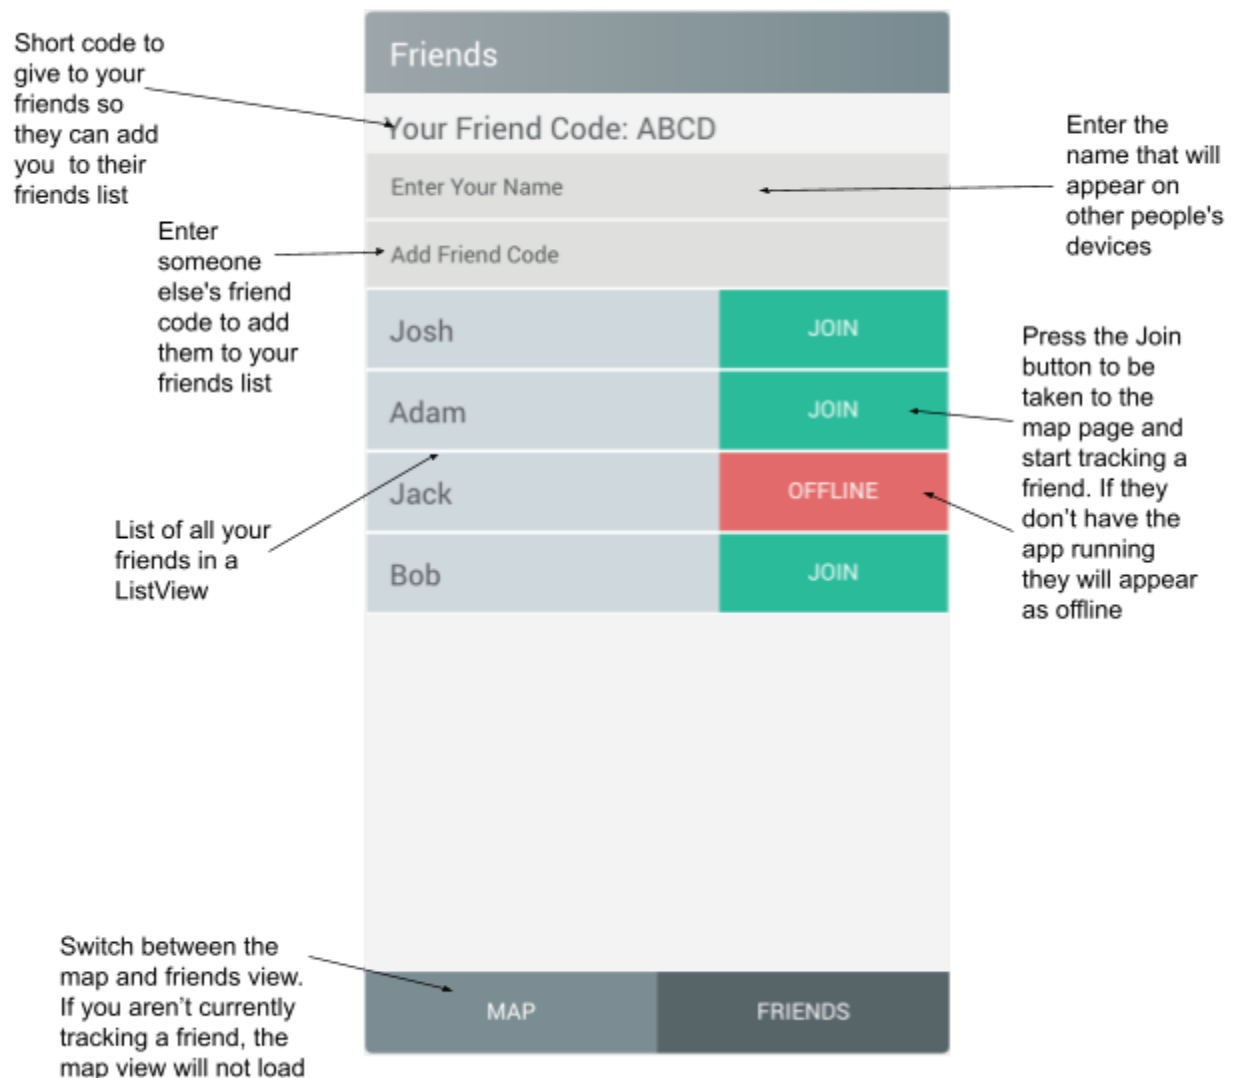 Short code to
give to your
friends so
they can add
you  to their
friends list
Friends
Your Friend Code: ABCD
Enter Your Name
Enter the
name that will
appear on
other people's
devices
Enter
someone
else's friend
code to add
them to your
friends list
Add Friend Code
Josh
JOIN
Adam
JOIN
Jack
OFFLINE
Bob
JOIN
Press the Join
button to be
taken to the
map page and
start tracking a
friend. If they
don’t have the
app running
they will appear
as offline
List of all your
friends in a
ListView
Switch between the
map and friends view.
If you aren’t currently
tracking a friend, the
map view will not load
MAP
FRIENDS